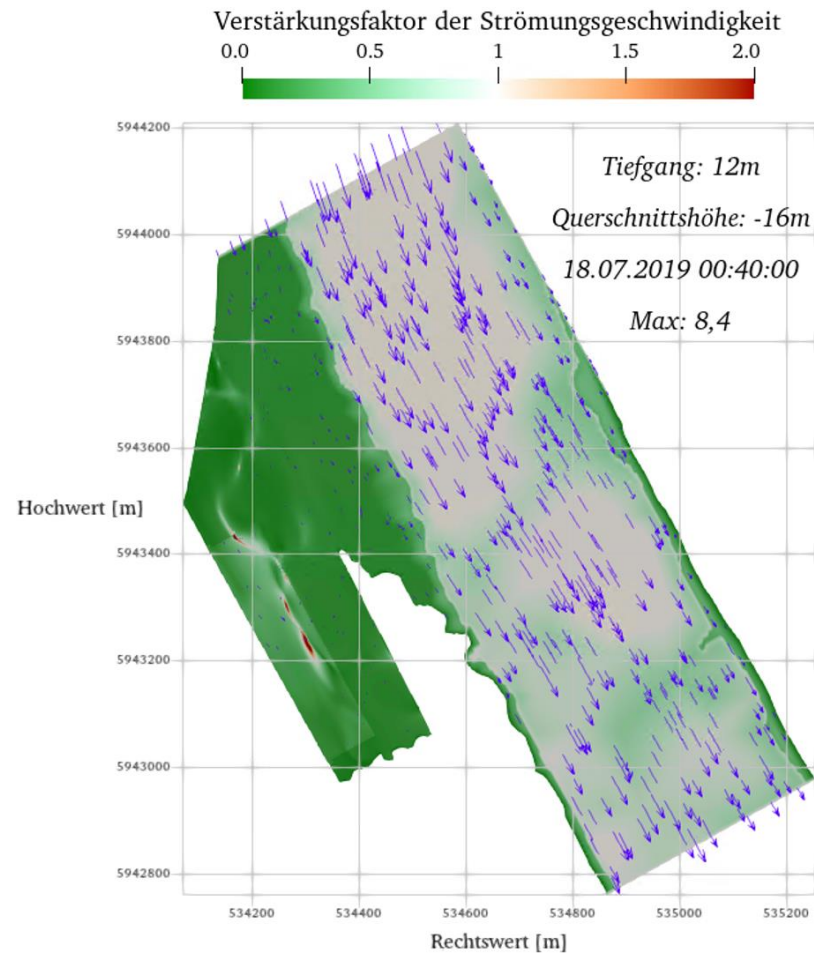 Verstärkungsfaktor der Strömungsgeschwindigkeit
0.0 0.5 1 1.5 2.0
5944200
Tiefgang: 12m
Querschnittshöhe: -16m
5944000
18.07.2019 00:40:00
Max: 8,4
5943800
5943600
Hochwert [m]
5943400
5943200
5943000
5942800
534200 534400 534600 534800 535000 535200
Rechtswert [m]